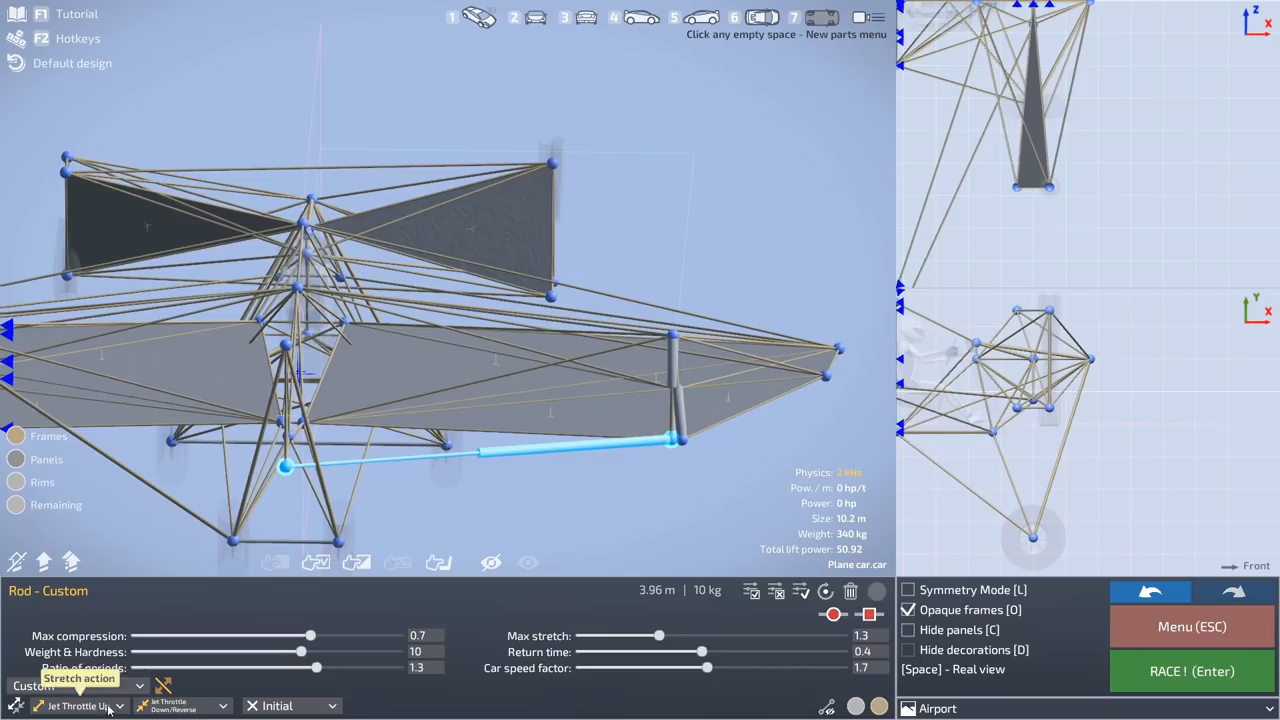 F1 Tutorial
F2 Hotkeys
Default design
1 2 3 4 5 6 7
Click any empty space - New parts menu
Z
X
Y
X
Frames
Panels
Rims
Remaining
Physics: 2 kHz
Pow. / m: 0 hp/t
Power: 0 hp
Size: 10.2 m
Weight: 340 kg
Total lift power: 50.92
Plane car.car
Front
Rod - Custom
3.96 m | 10 kg
Max compression: 0.7
Max stretch: 1.3
Weight & Hardness: 10
Return time: 0.4
Ratio of periods: 1.3
Car speed factor: 1.7
Stretch action
Custom
Jet Throttle Up
Jet Throttle
Down/Reverse
Initial
Symmetry Mode [L]
Opaque frames [O]
Hide panels [C]
Hide decorations [D]
[Space] - Real view
Menu (ESC)
RACE ! (Enter)
Airport